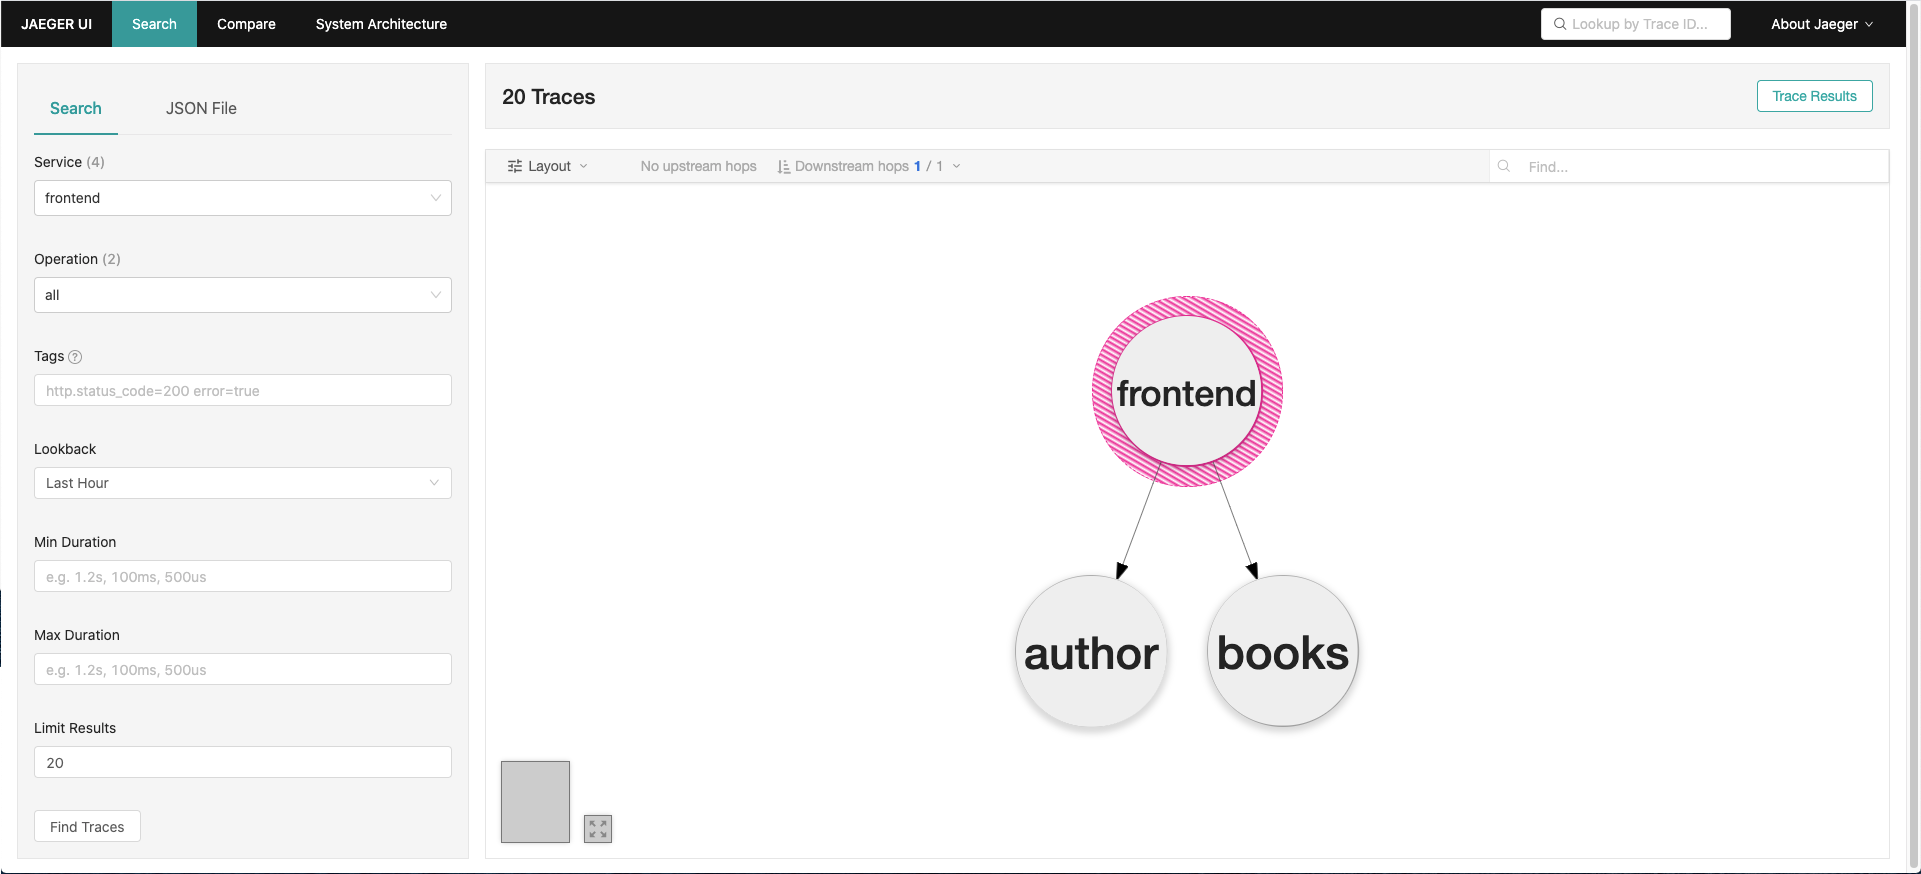 JAEGER UI Search Compare System Architecture Lookup by Trace ID... About Jaeger
Search JSON File
Service (4)
frontend
Operation (2)
all
Tags ?
http.status_code=200 error=true
Lookback
Last Hour
Min Duration
e.g. 1.2s, 100ms, 500us
Max Duration
e.g. 1.2s, 100ms, 500us
Limit Results
20
Find Traces
20 Traces Trace Results
Layout No upstream hops Downstream hops 1 / 1 Find...
frontend
author books